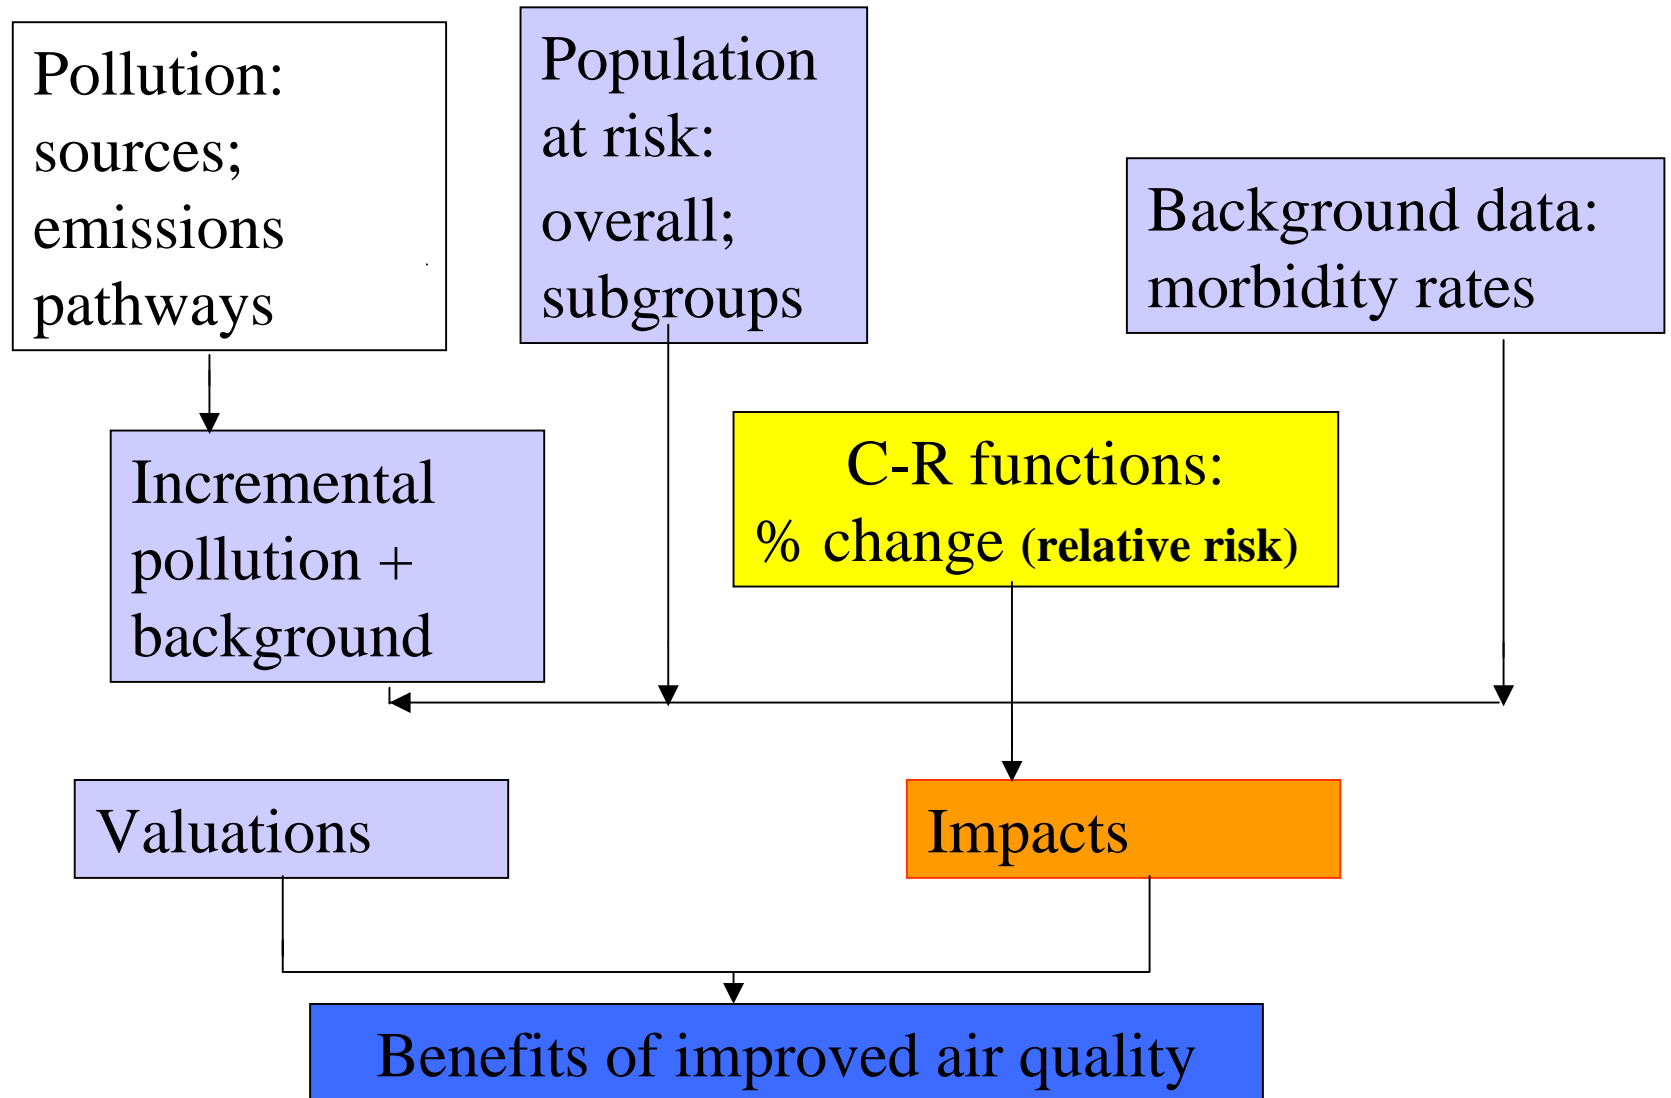 Pollution:
sources;
emissions
pathways
Population
at risk:
overall;
subgroups
Background data:
morbidity rates
Incremental
pollution +
background
C-R functions:
% change (relative risk)
Valuations
Impacts
Benefits of improved air quality